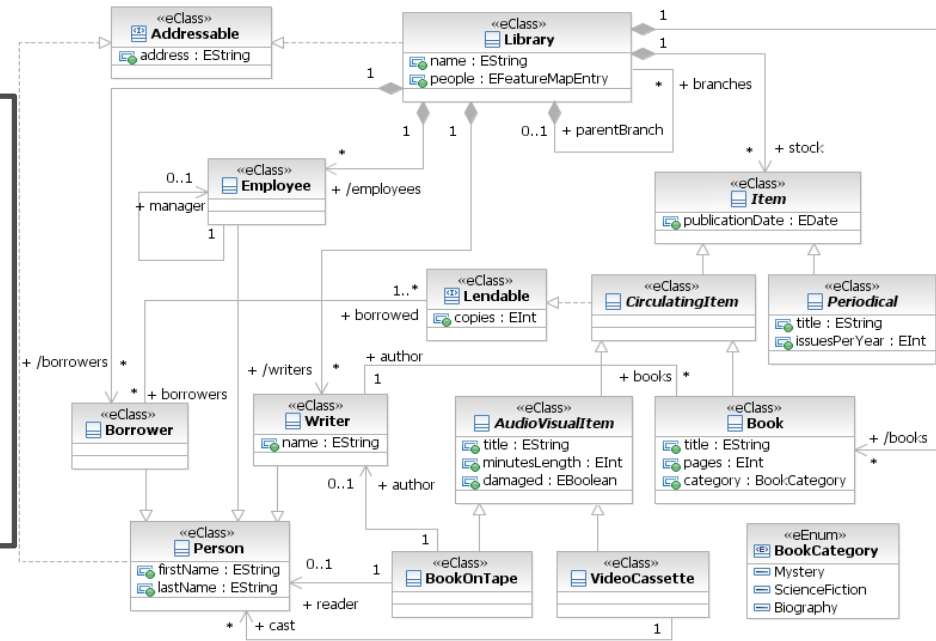 «eClass»
Addressable
address : EString
«eClass»
Library
name : EString
people : EFeatureMapEntry
1
1
1
*
+ branches
0..1
+ parentBranch
1
1
*
+ /employees
*
+ stock
«eClass»
Employee
0..1
+ manager
1
«eClass»
Item
publicationDate : EDate
«eClass»
Lendable
copies : EInt
1..*
+ borrowed
«eClass»
CirculatingItem
«eClass»
Periodical
title : EString
issuesPerYear : EInt
+ /borrowers
*
*
+ borrowers
+ /writers
*
+ author
1
+ books
*
«eClass»
Borrower
«eClass»
Writer
name : EString
«eClass»
AudioVisualItem
title : EString
minutesLength : EInt
damaged : EBoolean
«eClass»
Book
title : EString
pages : EInt
category : BookCategory
+ /books
*
0..1
+ author
1
«eClass»
Person
firstName : EString
lastName : EString
0..1
1
+ reader
«eClass»
BookOnTape
«eClass»
VideoCassette
*
+ cast
1
«eEnum»
BookCategory
Mystery
ScienceFiction
Biography